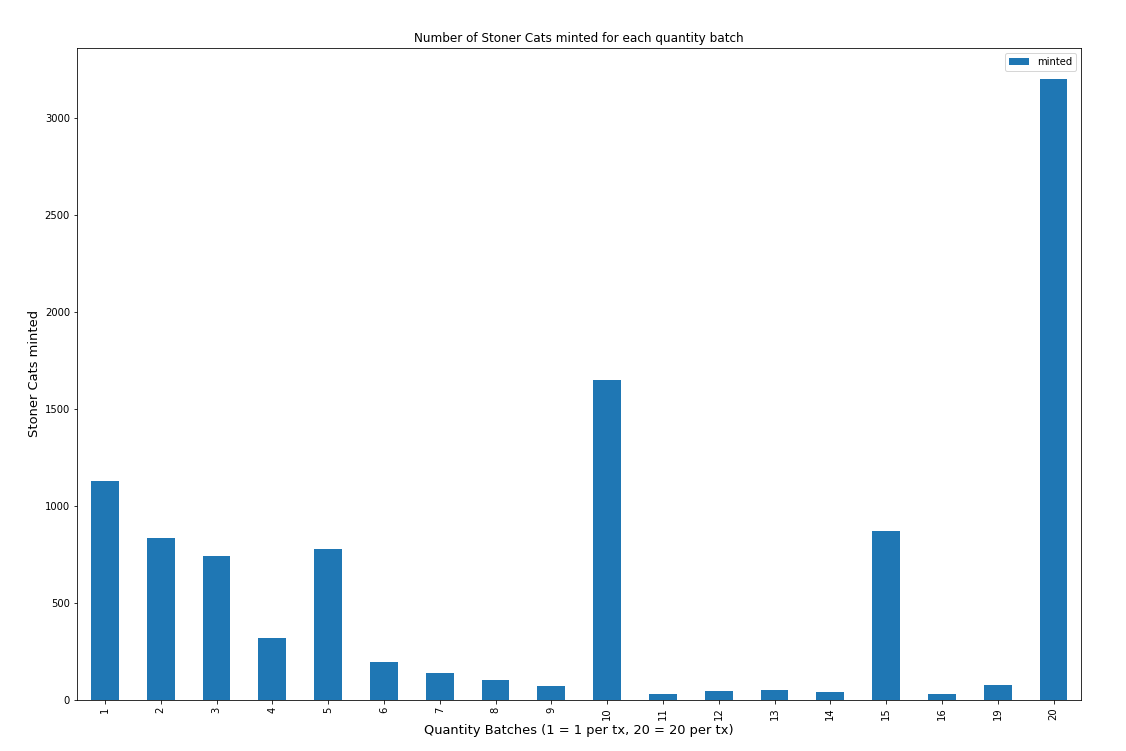 Number of Stoner Cats minted for each quantity batch
minted
3000
2500
2000
1500
1000
500
0
Stoner Cats minted
1 2 3 4 5 6 7 8 9 10 11 12 13 14 15 16 19 20
Quantity Batches (1 = 1 per tx, 20 = 20 per tx)